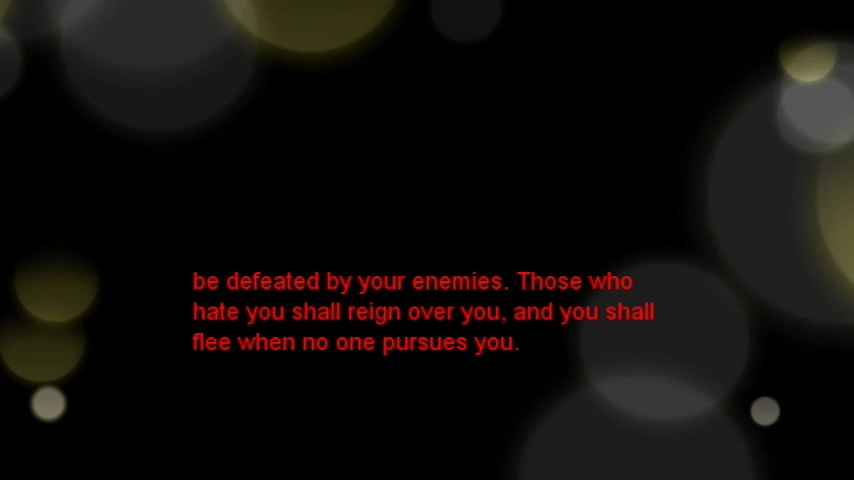 be defeated by your enemies. Those who
hate you shall reign over you, and you shall
flee when no one pursues you.